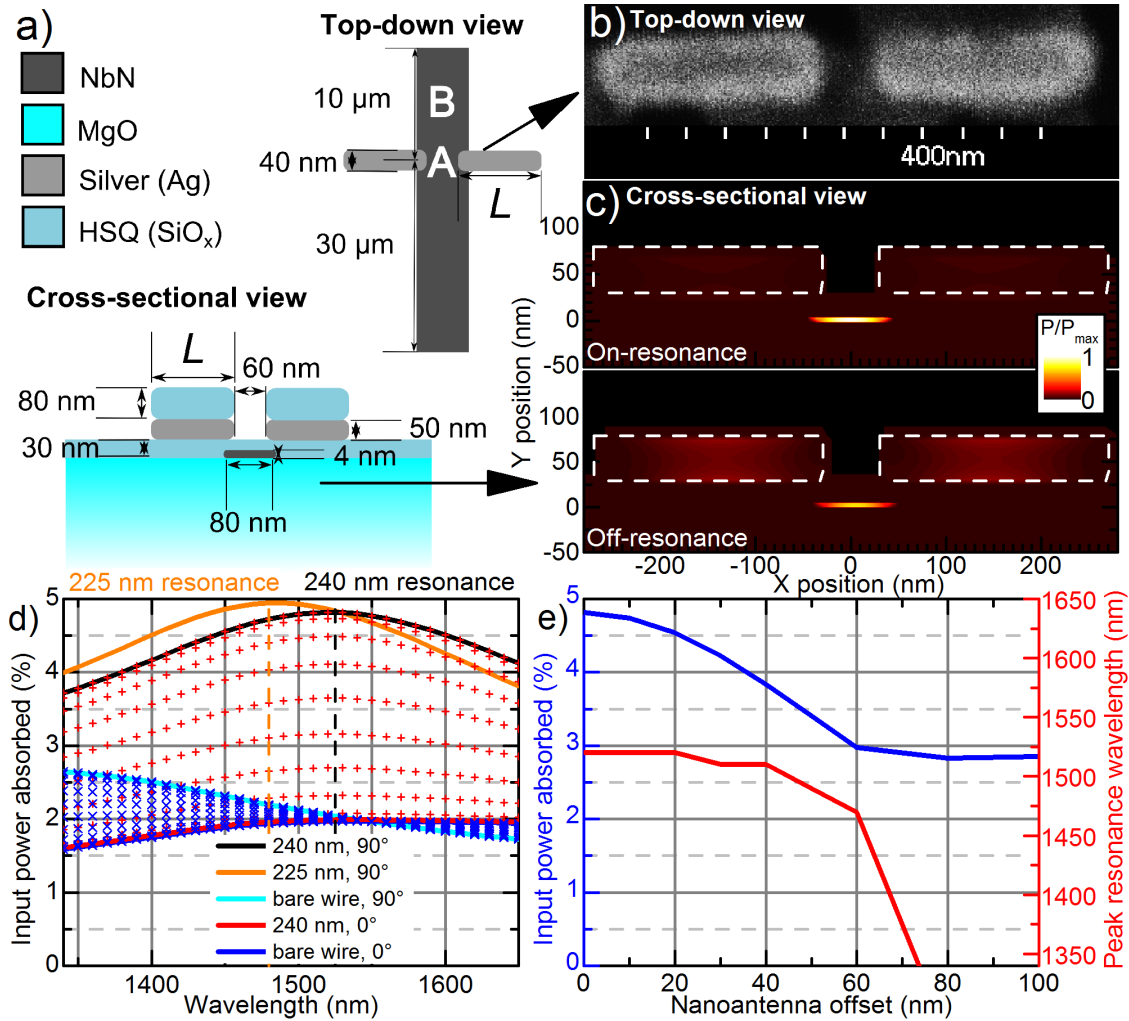 a)
NbN
MgO
Silver (Ag)
HSQ (SiOx)
Top-down view
10 µm
B
40 nm
A
L
30 µm
Cross-sectional view
L
60 nm
80 nm
50 nm
30 nm
4 nm
80 nm
b) Top-down view
400nm
c) Cross-sectional view
100
50
0
-50
On-resonance
P/Pmax
1
0
100
50
0
-50
Off-resonance
Y position (nm)
-200 -100 0 100 200
X position (nm)
225 nm resonance
240 nm resonance
d)
5
4
3
2
1
0
Input power absorbed (%)
240 nm, 90°
225 nm, 90°
bare wire, 90°
240 nm, 0°
bare wire, 0°
1400 1500 1600
Wavelength (nm)
e)
5
4
3
2
1
0
Input power absorbed (%)
1650
1600
1550
1500
1450
1400
1350
Peak resonance wavelength (nm)
0 20 40 60 80 100
Nanoantenna offset (nm)